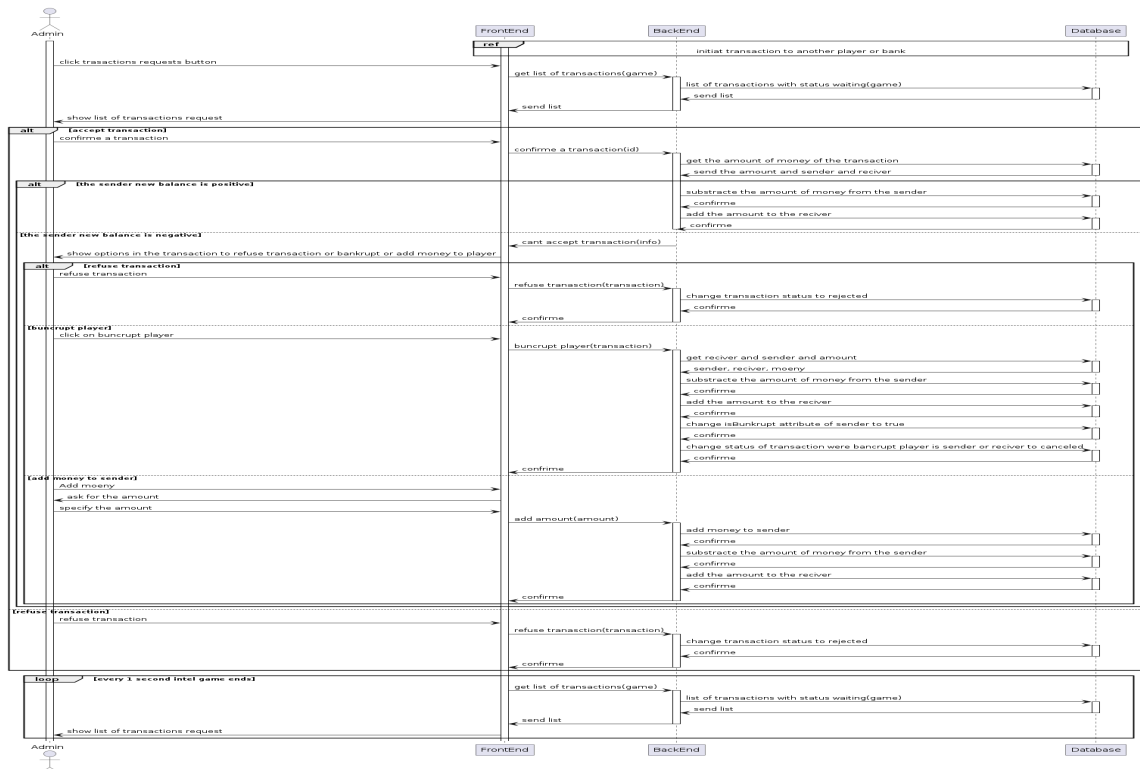 Admin
FrontEnd
BackEnd
Database
ref
initiat transaction to another player or bank
click trasactions requests button
get list of transactions(game)
list of transactions with status waiting(game)
send list
send list
show list of transactions request
alt
[accept transaction]
confirme a transaction
confirme a transaction(id)
get the amount of money of the transaction
send the amount and sender and reciver
alt
[the sender new balance is positive]
substracte the amount of money from the sender
confirme
add the amount to the reciver
confirme
[the sender new balance is negative]
cant accept transaction(info)
show options in the transaction to refuse transaction or bankrupt or add money to player
alt
[refuse transaction]
refuse transaction
refuse tranasction(transaction)
change transaction status to rejected
confirme
confirme
[buncrupt player]
click on buncrupt player
buncrupt player(transaction)
get reciver and sender and amount
sender, reciver, moeny
substracte the amount of money from the sender
confirme
add the amount to the reciver
confirme
change isBunkrupt attribute of sender to true
confirme
change status of transaction were bancrupt player is sender or reciver to canceled
confirme
confirme
[add money to sender]
Add moeny
ask for the amount
specify the amount
add amount(amount)
add money to sender
confirme
substracte the amount of money from the sender
confirme
add the amount to the reciver
confirme
confirme
[refuse transaction]
refuse transaction
refuse tranasction(transaction)
change transaction status to rejected
confirme
confirme
loop
[every 1 second intel game ends]
get list of transactions(game)
list of transactions with status waiting(game)
send list
send list
show list of transactions request
Admin
FrontEnd
BackEnd
Database